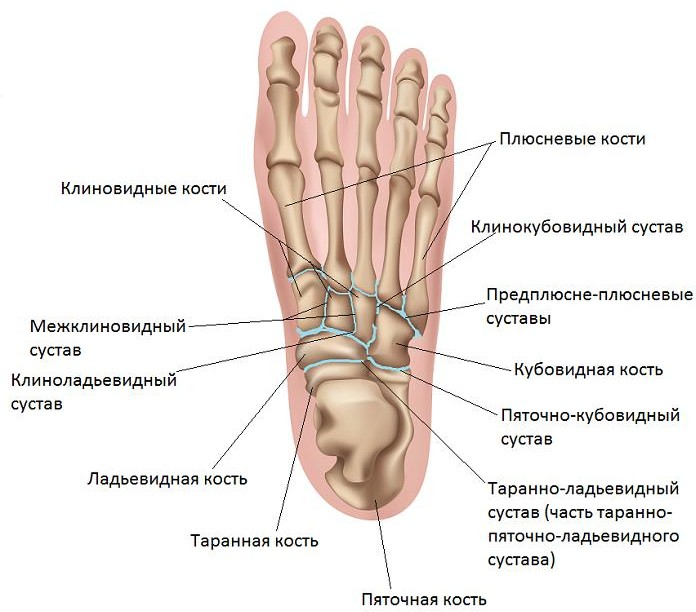 Плюсневые кости
Клиновидные кости
Клинокубовидный сустав
Предплюсне-плюсневые
суставы
Межклиновидный
сустав
Клиноладьевидный
сустав
Кубовидная кость
Пяточно-кубовидный
сустав
Ладьевидная кость
Таранно-ладьевидный
сустав (часть таранно-
пяточно-ладьевидного
сустава)
Таранная кость
Пяточная кость